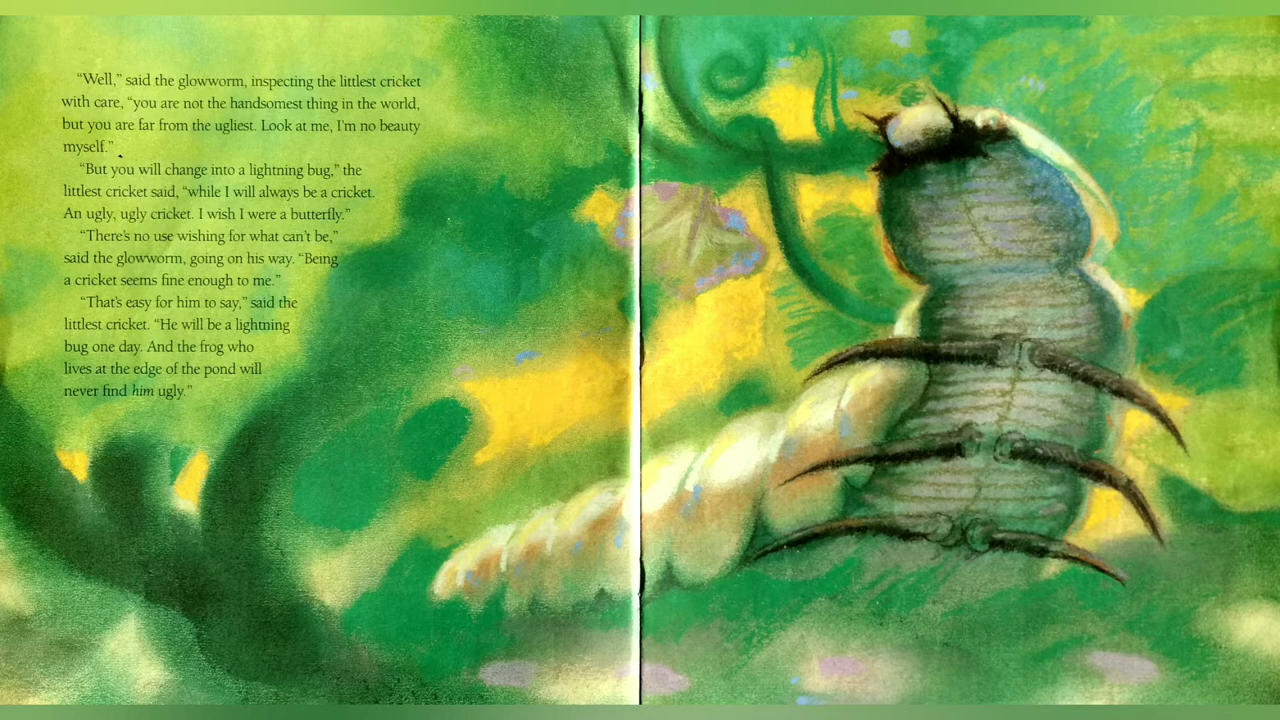 “Well,” said the glowworm, inspecting the littlest cricket
with care, “you are not the handsomest thing in the world,
but you are far from the ugliest. Look at me, I’m no beauty
myself.”
“But you will change into a lightning bug,” the
littlest cricket said, “while I will always be a cricket.
An ugly, ugly cricket. I wish I were a butterfly.”
“There’s no use wishing for what can’t be,”
said the glowworm, going on his way. “Being
a cricket seems fine enough to me.”
“That’s easy for him to say,” said the
littlest cricket. “He will be a lightning
bug one day. And the frog who
lives at the edge of the pond will
never find him ugly.”